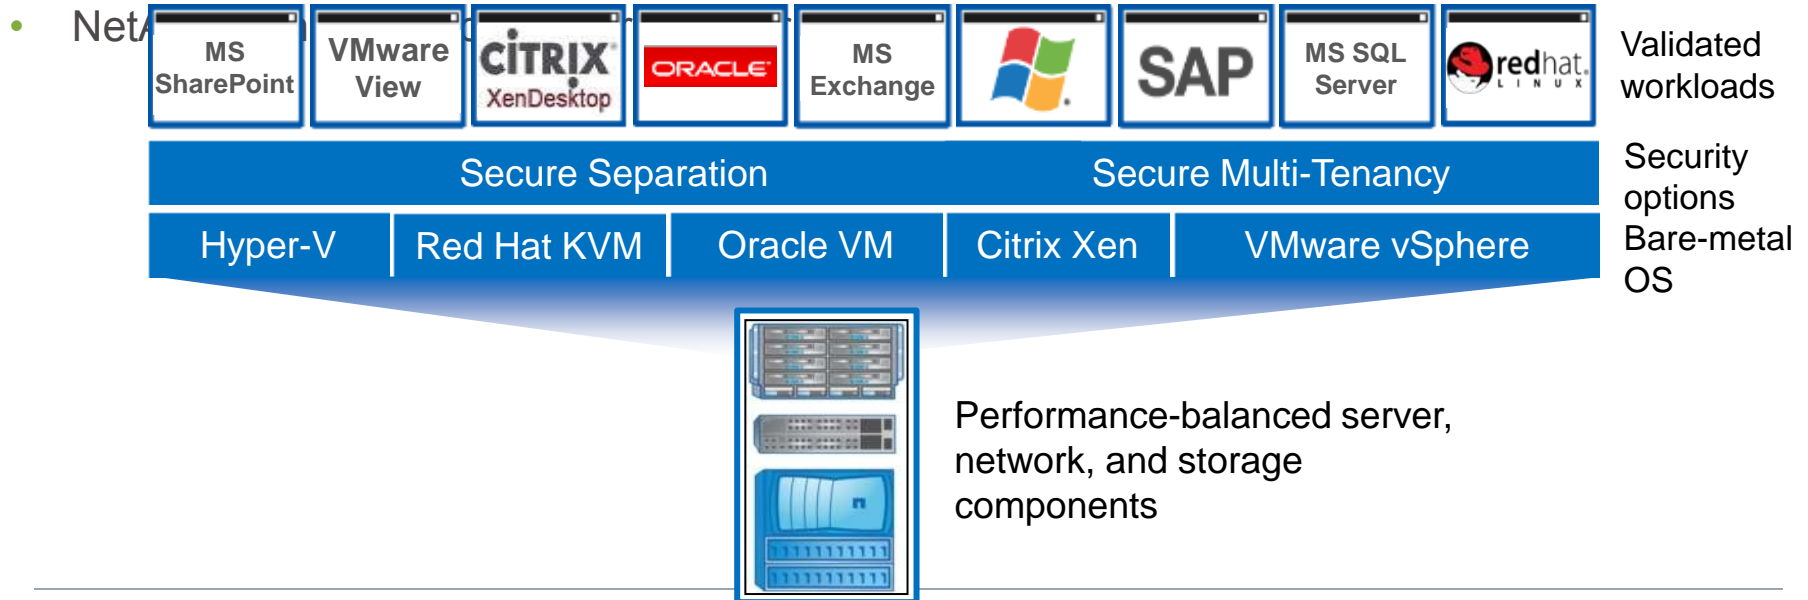 •
MS
SharePoint
VMware
View
CİTRIX
XenDesktop
ORACLE
MS
Exchange
SAP
MS SQL
Server
redhat.
LINUX
Validated
workloads
Secure Separation
Secure Multi-Tenancy
Security
options
Hyper-V
Red Hat KVM
Oracle VM
Citrix Xen
VMware vSphere
Bare-metal
OS
n
Performance-balanced server,
network, and storage
components